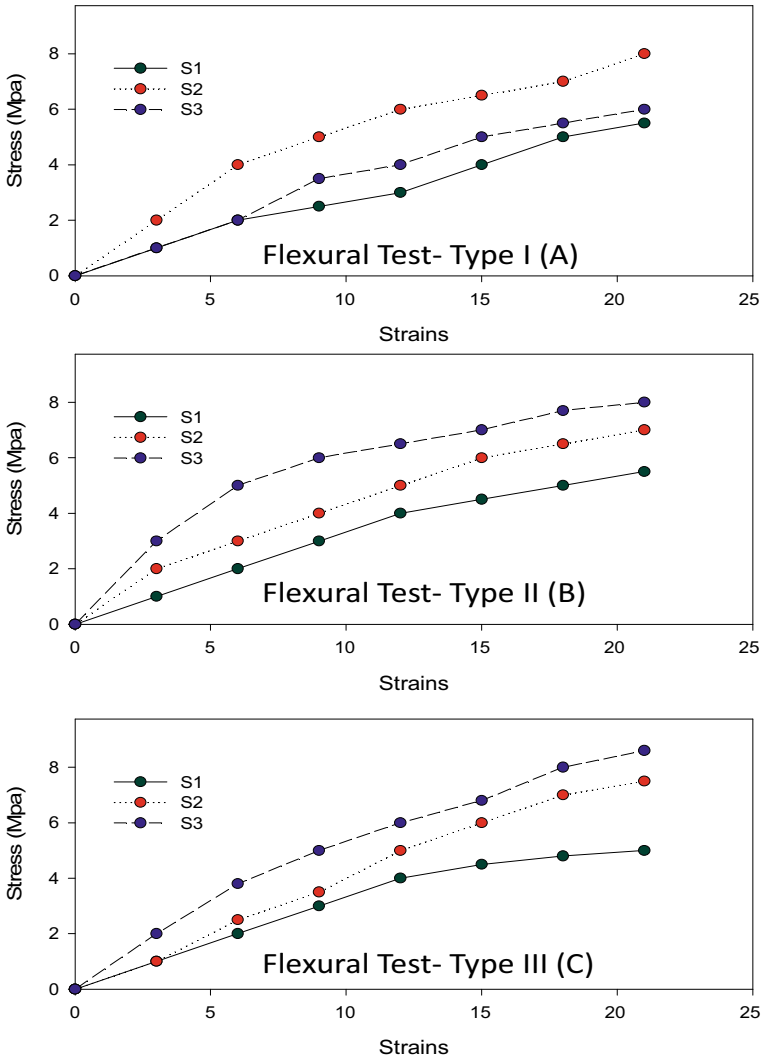 8
6
4
2
0
Stress (Mpa)
S1
S2
S3
Flexural Test- Type I (A)
0 5 10 15 20 25
Strains
8
6
4
2
0
Stress (Mpa)
S1
S2
S3
Flexural Test- Type II (B)
0 5 10 15 20 25
Strains
8
6
4
2
0
Stress (Mpa)
S1
S2
S3
Flexural Test- Type III (C)
0 5 10 15 20 25
Strains